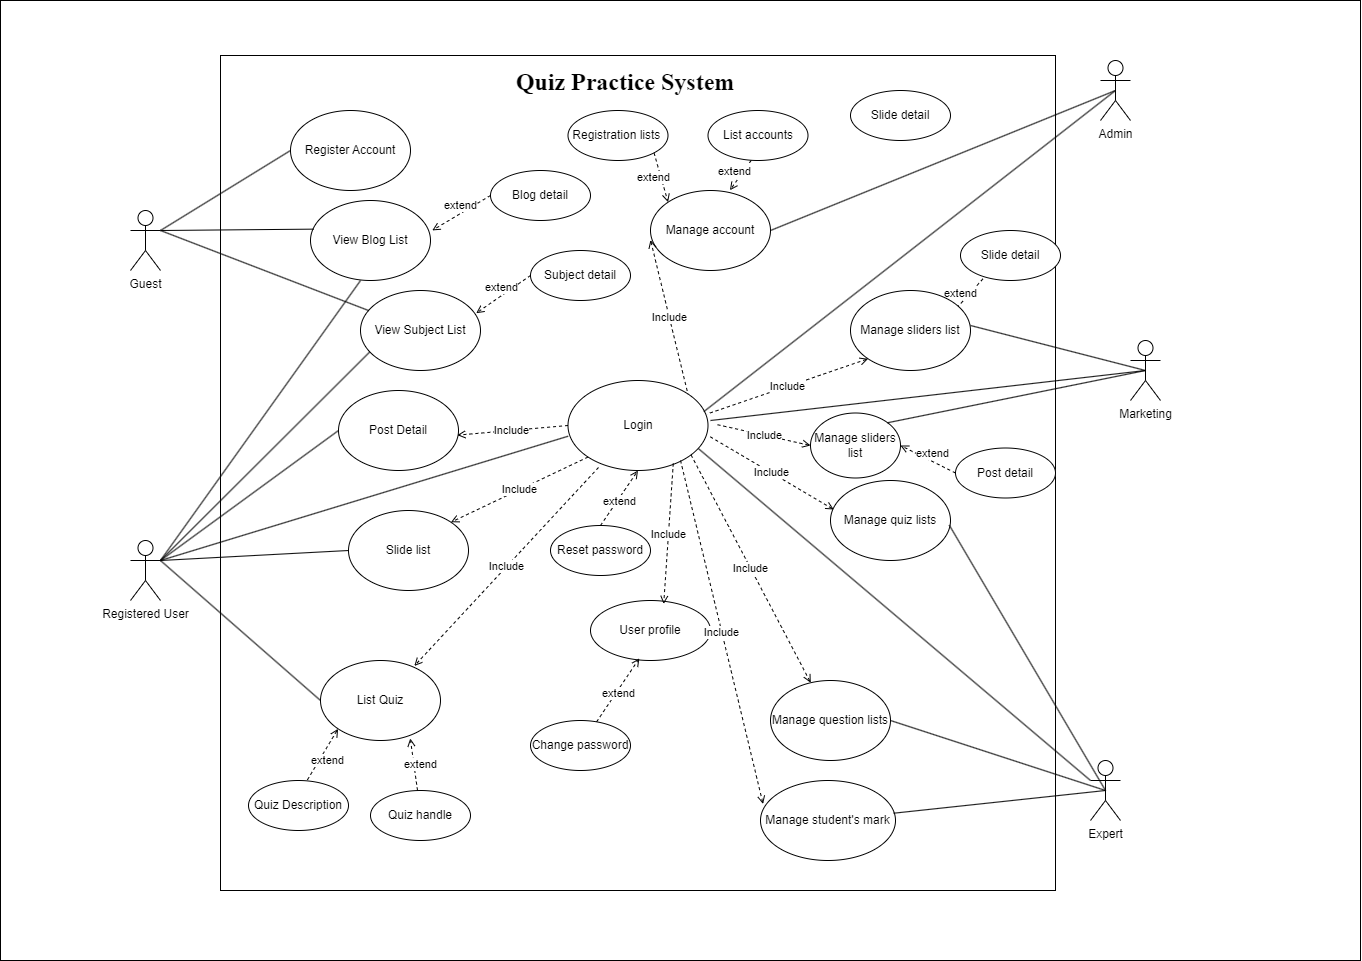 Quiz Practice System
Slide detail
Registration lists
List accounts
Admin
Register Account
extend
extend
Blog detail
extend
Manage account
View Blog List
Slide detail
Guest
Subject detail
extend
extend
View Subject List
Include
Manage sliders list
Include
Marketing
Login
Post Detail
Include
Include
Manage sliders
list
extend
Include
Post detail
Include
extend
Manage quiz lists
Include
Slide list
Reset password
Include
Include
Registered User
User profile
Include
extend
List Quiz
Manage question lists
Change password
extend
extend
Quiz Description
Quiz handle
Manage student's mark
Expert